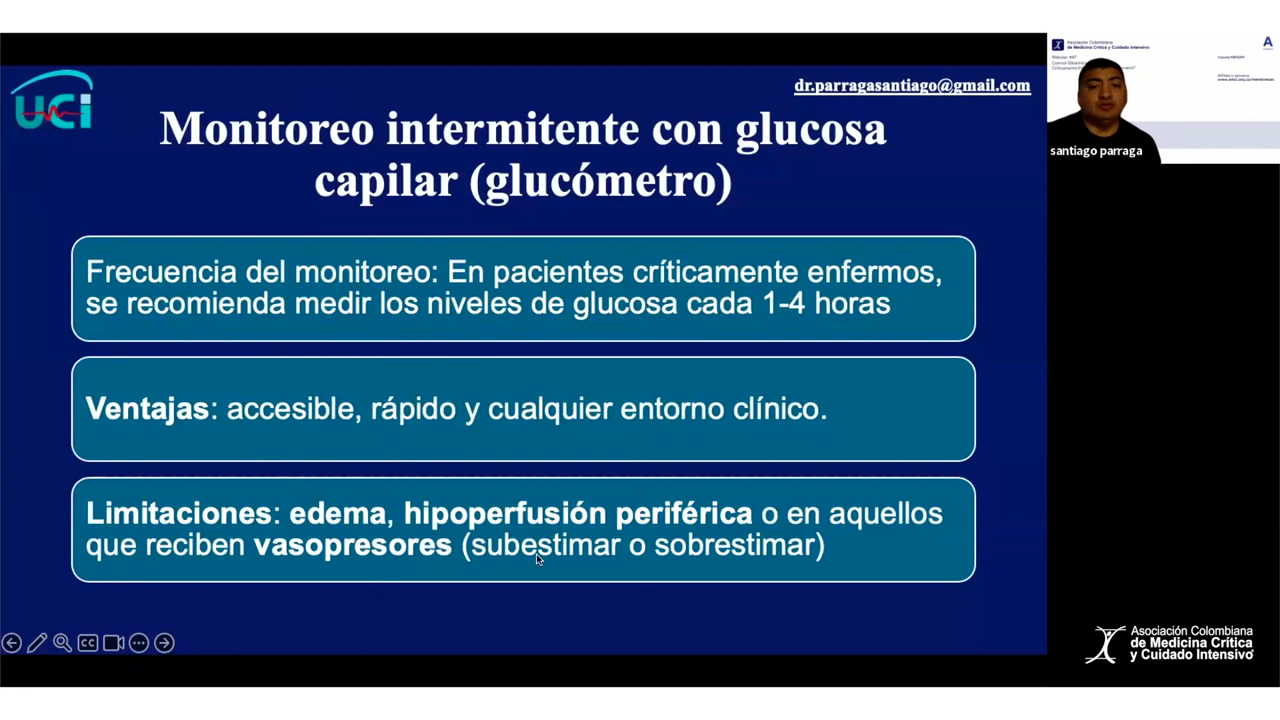 UCi
dr.parragasantiago@gmail.com
Monitoreo intermitente con glucosa
capilar (glucómetro)
Frecuencia del monitoreo: En pacientes críticamente enfermos,
se recomienda medir los niveles de glucosa cada 1-4 horas
Ventajas: accesible, rápido y cualquier entorno clínico.
Limitaciones: edema, hipoperfusión periférica o en aquellos
que reciben vasopresores (subestimar o sobrestimar)
CC
Asociación Colombiana
de Medicina Crítica y Cuidado Intensivo
Webinar #87
A
santiago parraga
Asociación Colombiana
de Medicina Crítica
y Cuidado Intensivo